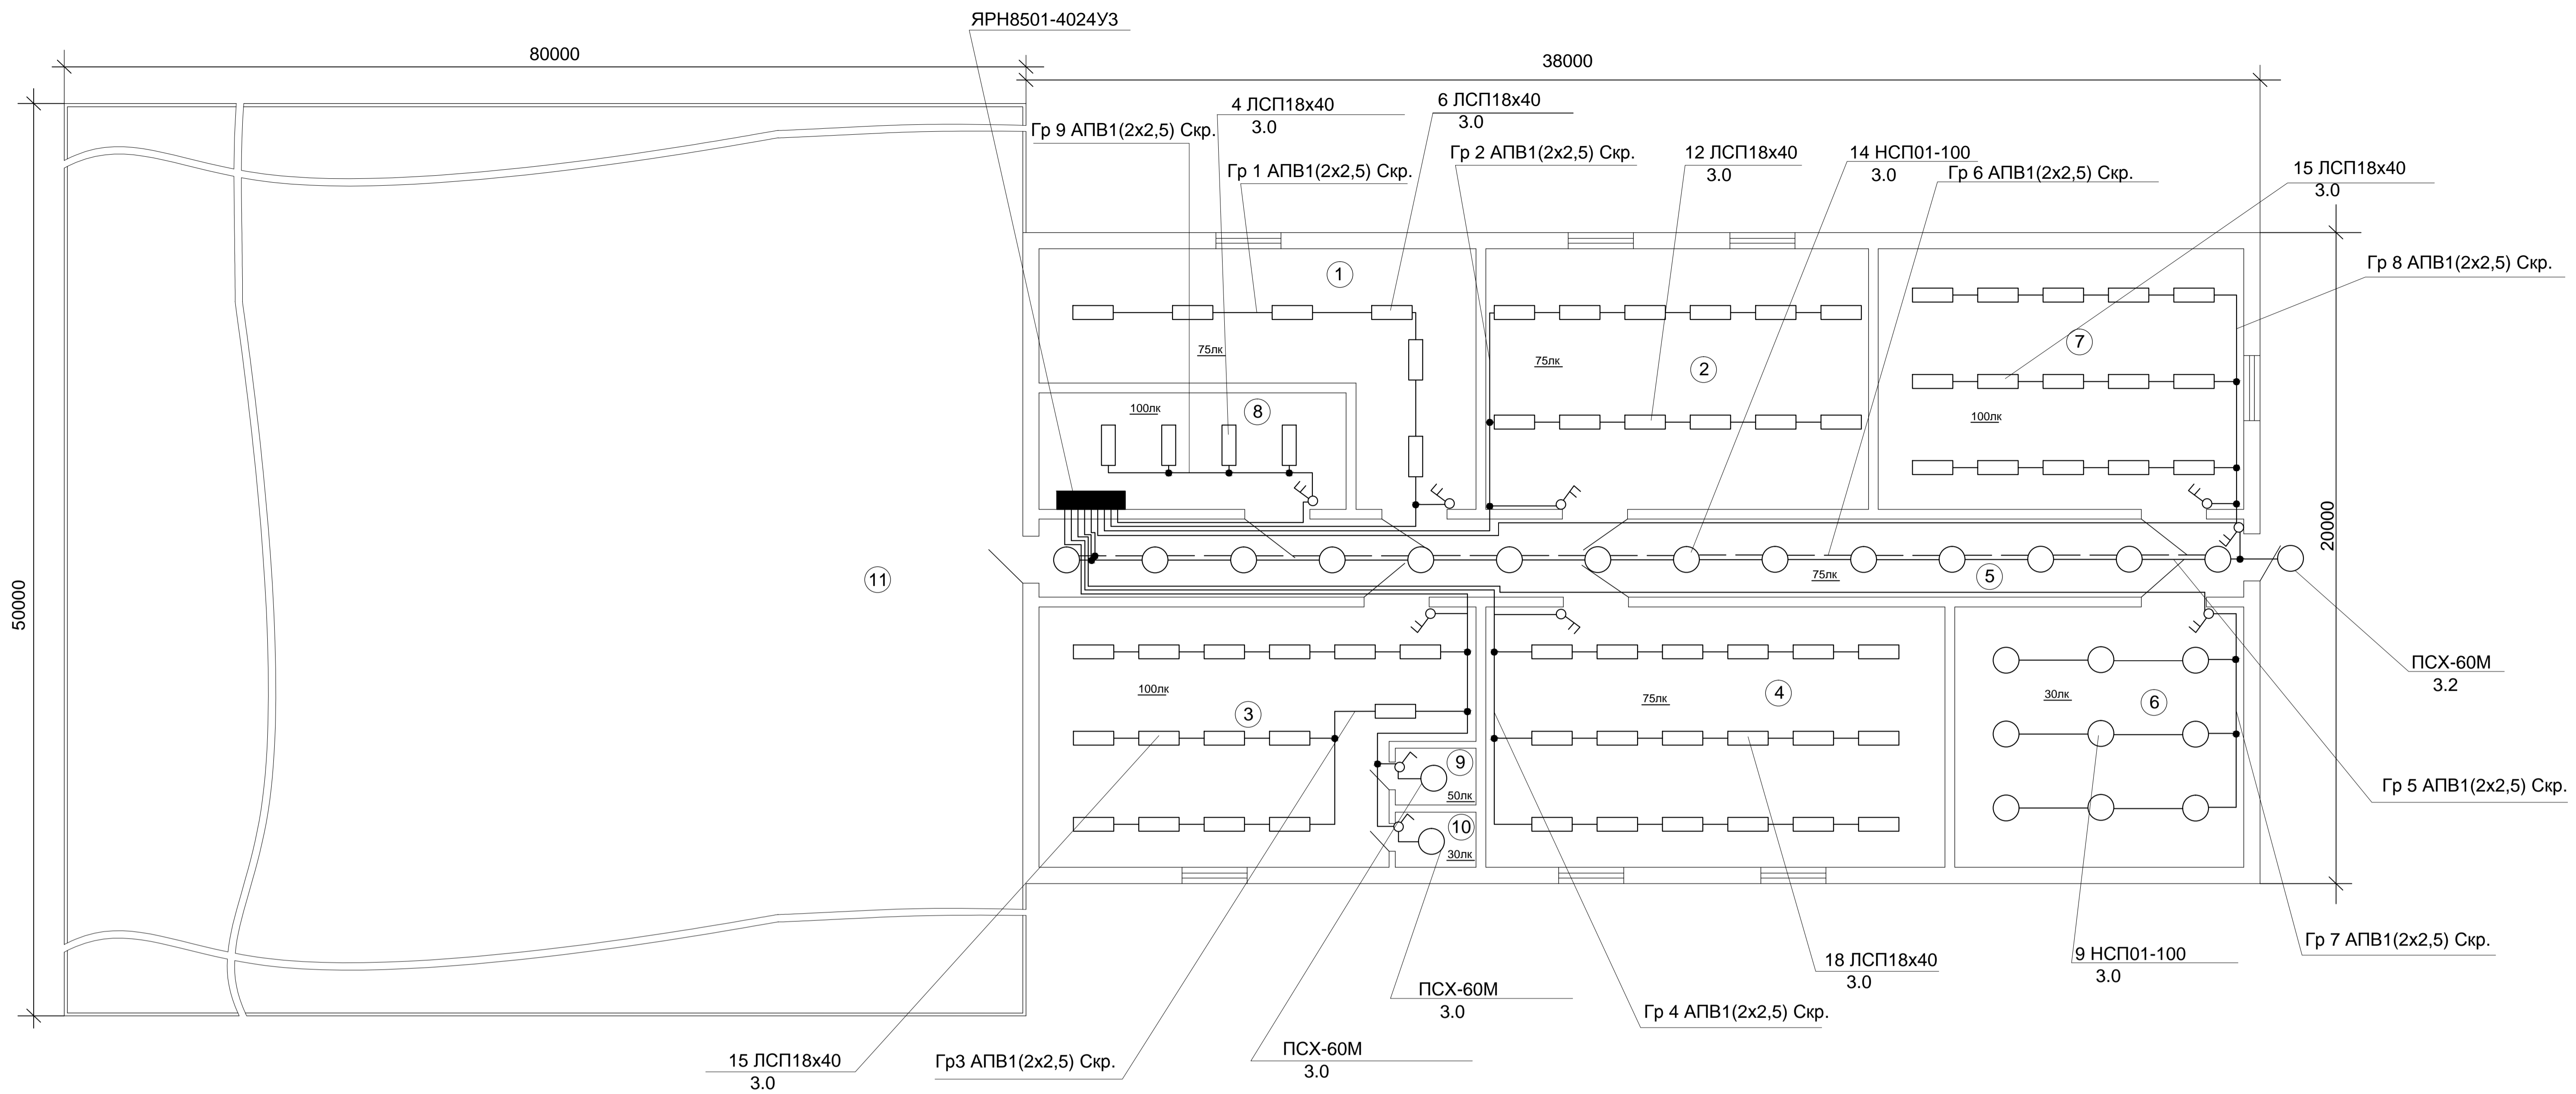 ЯРН8501-4024У3
80000
38000
4 ЛСП18х40
3.0
6 ЛСП18х40
3.0
Гр 9 АПВ1(2х2,5) Скр.
Гр 1 АПВ1(2х2,5) Скр.
Гр 2 АПВ1(2х2,5) Скр.
12 ЛСП18х40
3.0
14 НСП01-100
3.0
Гр 6 АПВ1(2х2,5) Скр.
15 ЛСП18х40
3.0
Гр 8 АПВ1(2х2,5) Скр.
1
75лк
2
75лк
7
100лк
8
100лк
50000
20000
11
5
75лк
3
100лк
4
75лк
6
30лк
9
50лк
10
30лк
ПСХ-60М
3.2
Гр 5 АПВ1(2х2,5) Скр.
Гр 7 АПВ1(2х2,5) Скр.
9 НСП01-100
3.0
18 ЛСП18х40
3.0
Гр 4 АПВ1(2х2,5) Скр.
ПСХ-60М
3.0
ПСХ-60М
3.0
Гр3 АПВ1(2х2,5) Скр.
15 ЛСП18х40
3.0